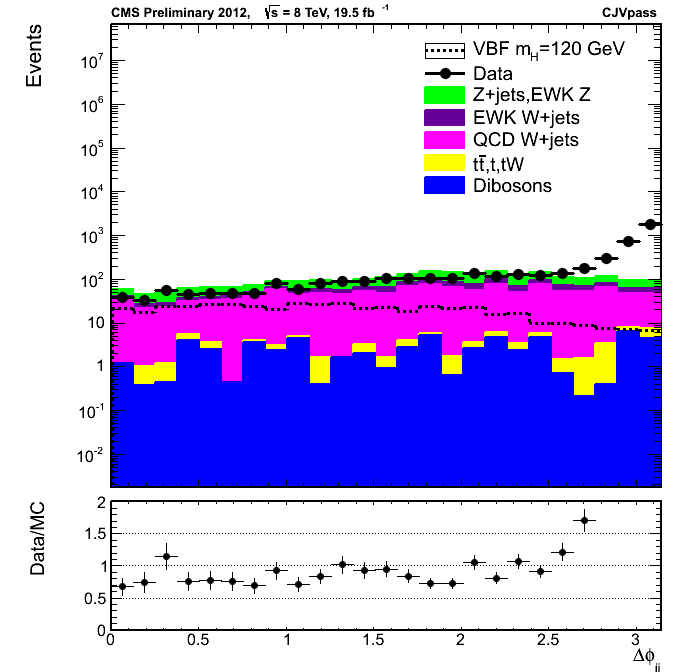 CMS Preliminary 2012, √s = 8 TeV, 19.5 fb⁻¹ CJVpass
Events
VBF m_H=120 GeV
Data
Z+jets,EWK Z
EWK W+jets
QCD W+jets
tt̄,t,tW
Dibosons
10⁷
10⁶
10⁵
10⁴
10³
10²
10
1
10⁻¹
10⁻²
Data/MC
2
1.5
1
0.5
0
0 0.5 1 1.5 2 2.5 3
Δϕ_jj